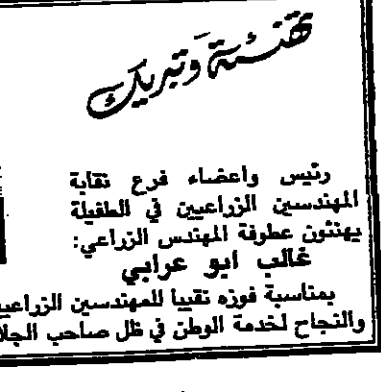 تهنئة وتبريك
رئيس واعضاء فرع نقابة
المهندسين الزراعيين في الطفيلة
يهنئون عطوفة المهندس الزراعي:
غالب ابو عرابي
بمناسبة فوزه نقيبا للمهندسين الزراعيي
والنجاح لخدمة الوطن في ظل صاحب الجلا